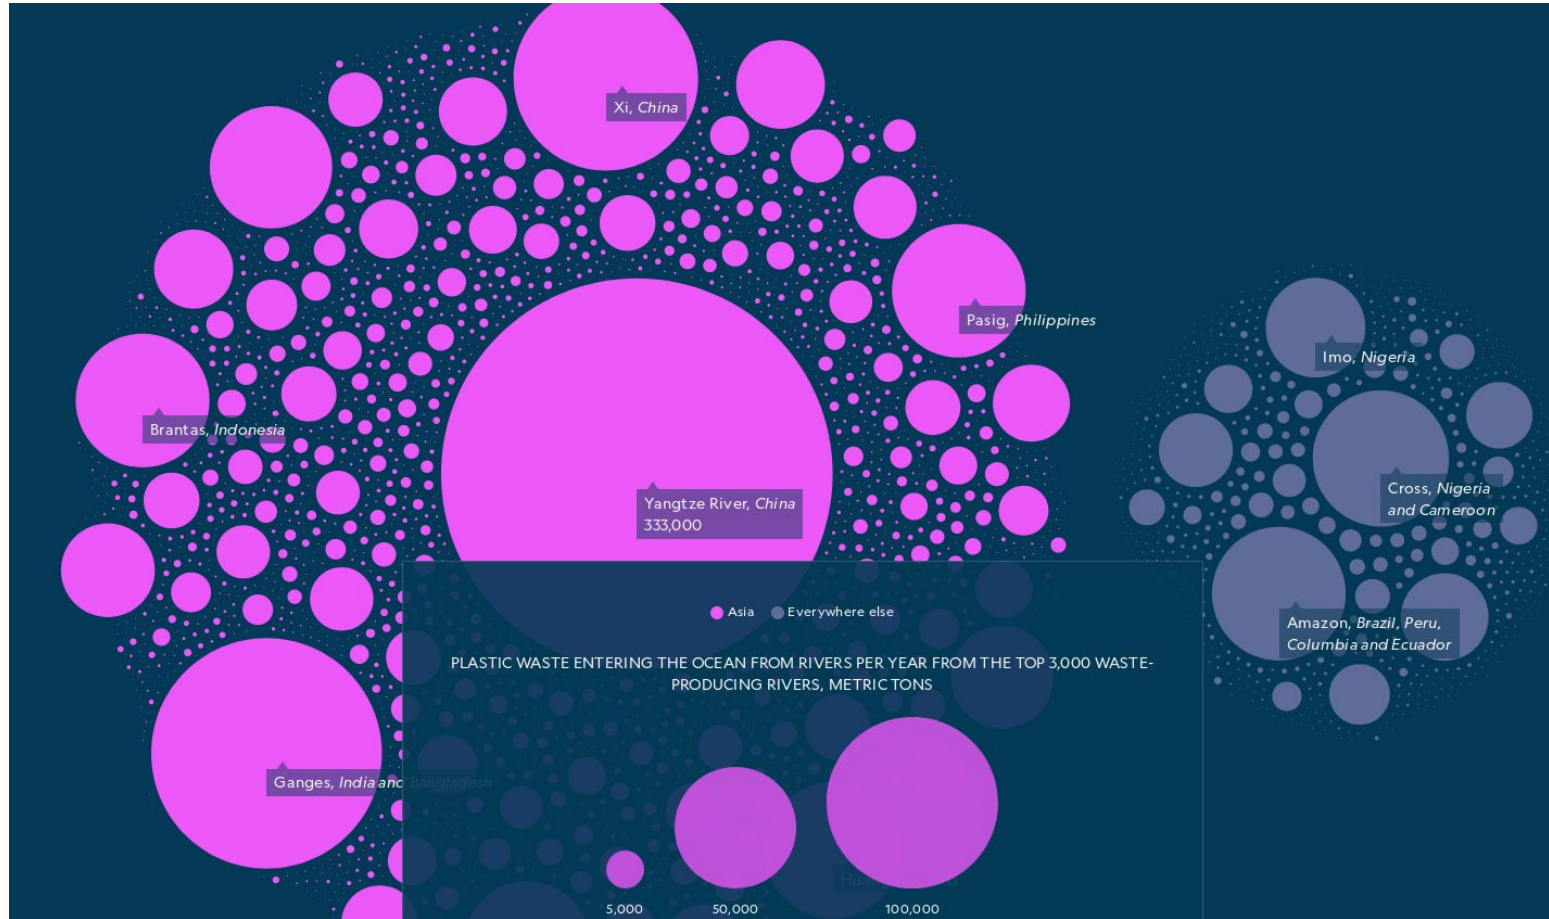 Xi, China
Pasig, Philippines
Imo, Nigeria
Brantas, Indonesia
Cross, Nigeria
and Cameroon
Yangtze River, China
333,000
Asia
Everywhere else
Amazon, Brazil, Peru,
Columbia and Ecuador
PLASTIC WASTE ENTERING THE OCEAN FROM RIVERS PER YEAR FROM THE TOP 3,000 WASTE-
PRODUCING RIVERS, METRIC TONS
Ganges, India and Bangladesh
5,000
50,000
100,000